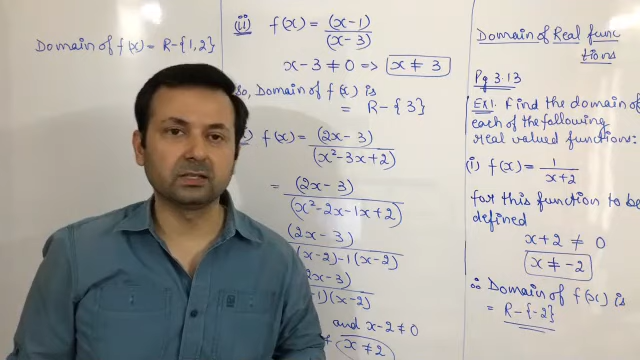 Domain of Real func
tions
Pg 3.13
EX1. Find the domain of
each of the following
real valued functions:
(i) f(x) = 1/(x+2)
for this function to be
defined
x+2 ≠ 0
x ≠ -2
∴ Domain of f(x) is
= R-{-2}
(ii) f(x) = (x-1)/(x-3)
x-3 ≠ 0 => x ≠ 3
So, Domain of f(x) is
= R-{3}
f(x) = (2x-3)/(x²-3x+2)
= (2x-3)/(x²-2x-1x+2)
(2x-3)/(x-2)-1(x-2)
2x-3)/-1)(x-2)
and x-2≠0
x≠2
Domain of f(x) = R-{1,2}